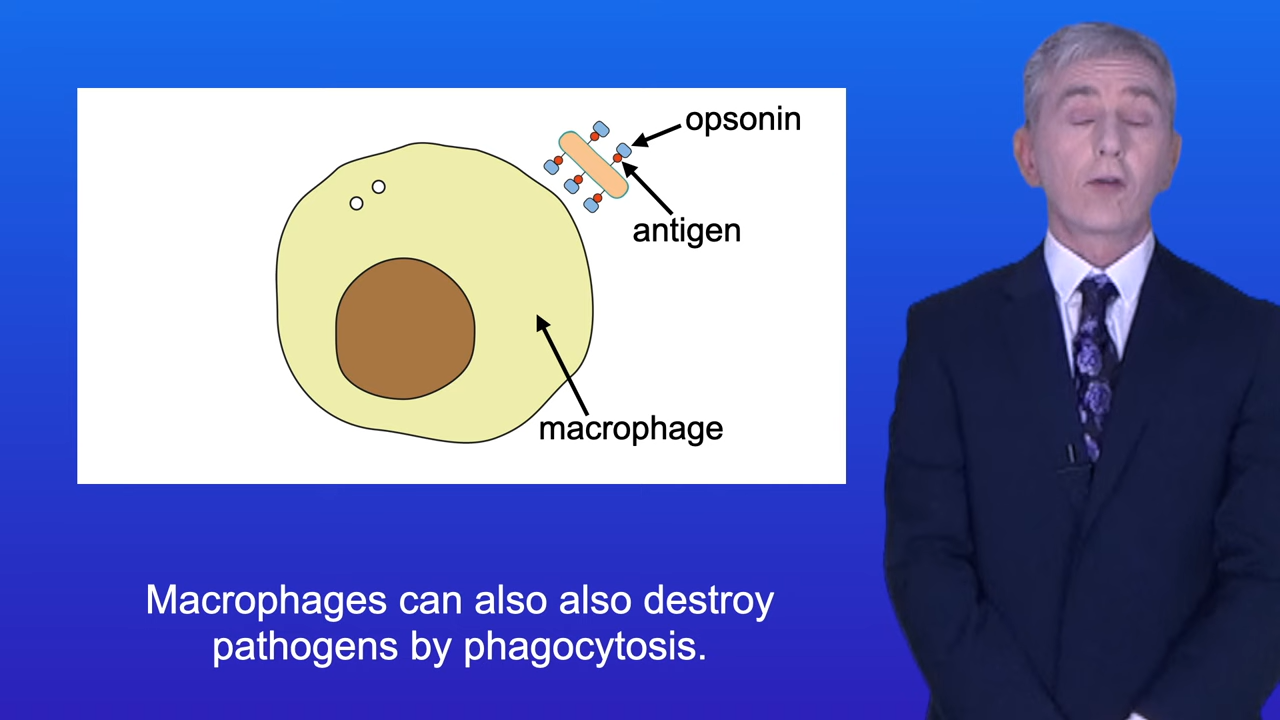 opsonin
antigen
macrophage
Macrophages can also also destroy
pathogens by phagocytosis.